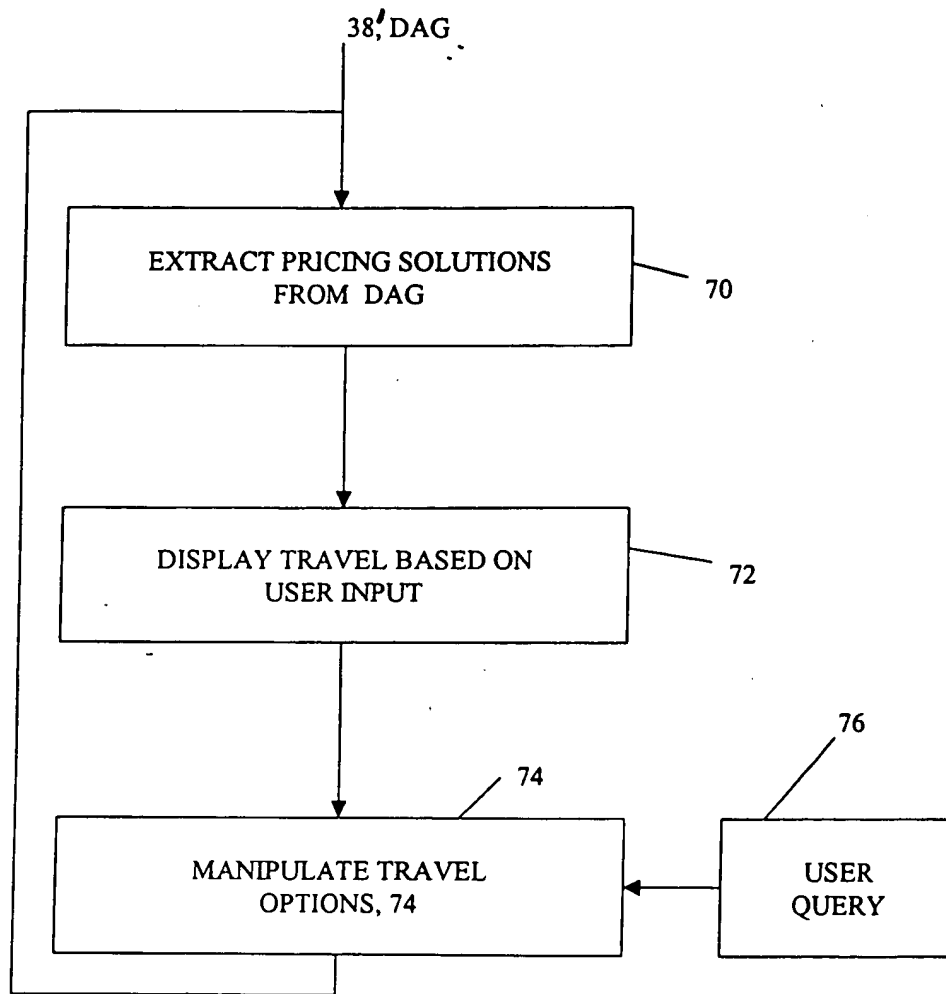 38', DAG
EXTRACT PRICING SOLUTIONS
FROM DAG
70
DISPLAY TRAVEL BASED ON
USER INPUT
72
76
74
MANIPULATE TRAVEL
OPTIONS, 74
USER
QUERY